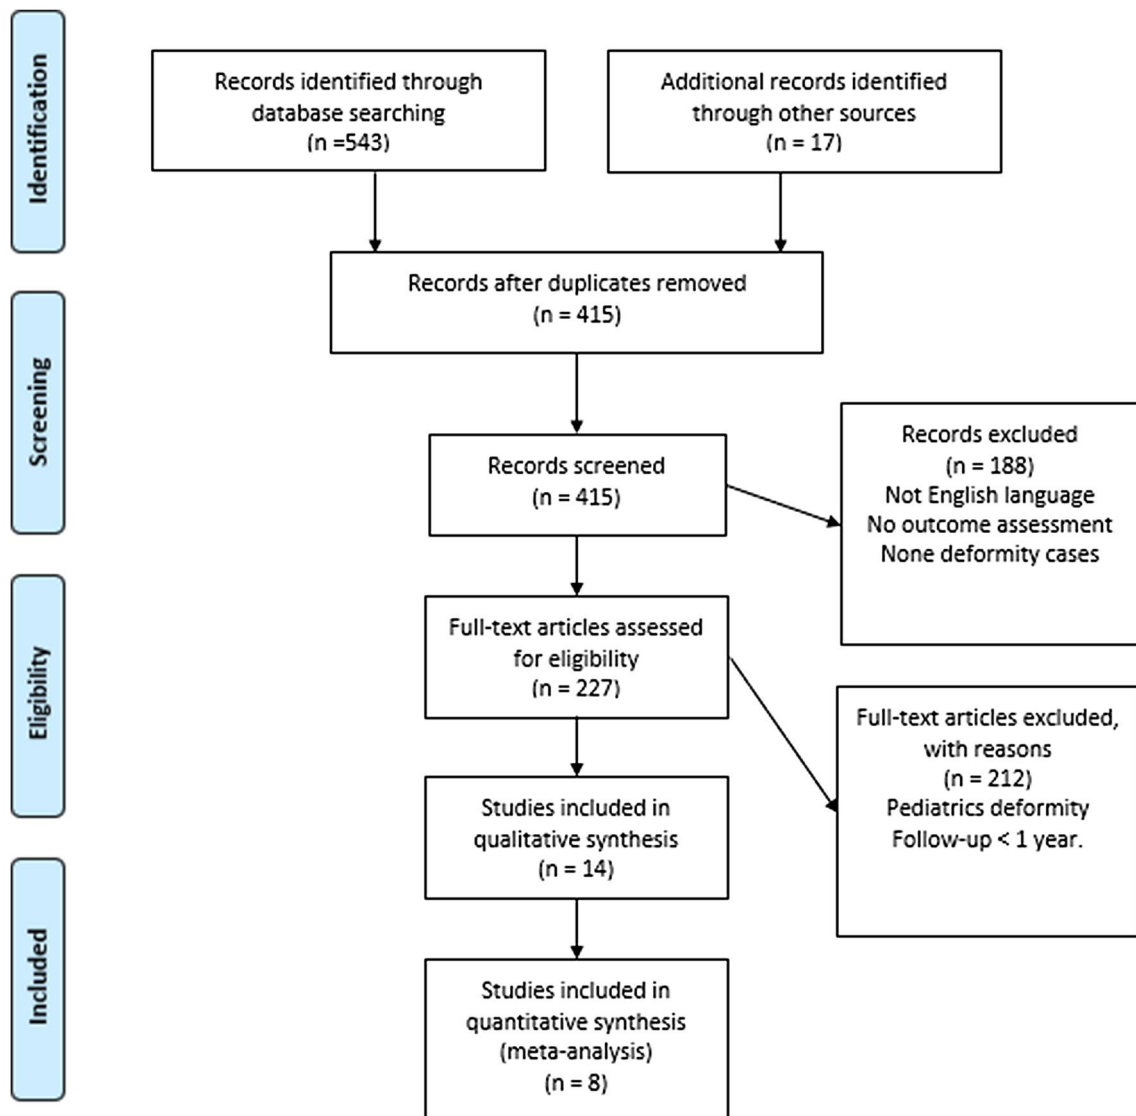 Identification
Records identified through
database searching
(n =543)
Additional records identified
through other sources
(n = 17)
Records after duplicates removed
(n = 415)
Screening
Records screened
(n = 415)
Records excluded
(n = 188)
Not English language
No outcome assessment
None deformity cases
Eligibility
Full-text articles assessed
for eligibility
(n = 227)
Full-text articles excluded,
with reasons
(n = 212)
Pediatrics deformity
Follow-up < 1 year.
Studies included in
qualitative synthesis
(n = 14)
Included
Studies included in
quantitative synthesis
(meta-analysis)
(n = 8)